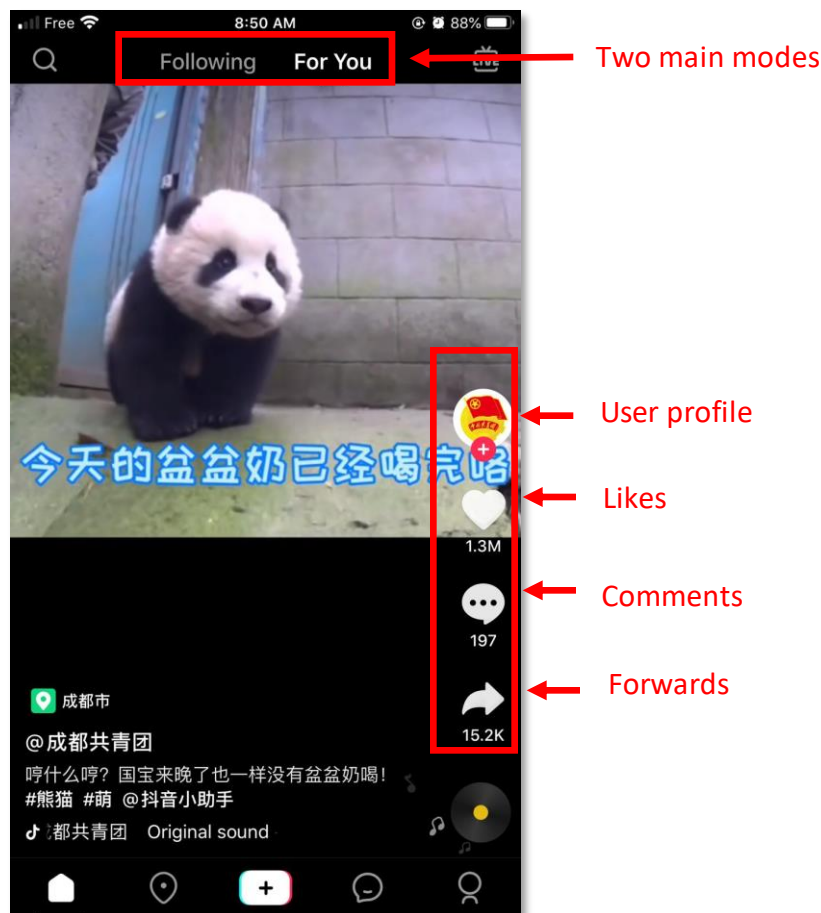 Free 8:50 AM 88%
Following For You LIVE
Two main modes
今天的盆盆奶已经喝完咯
User profile
Likes
1.3M
Comments
197
Forwards
15.2K
成都市
@成都共青团
哼什么哼？国宝来晚了也一样没有盆盆奶喝！
#熊猫 #萌 @抖音小助手
都共青团 Original sound